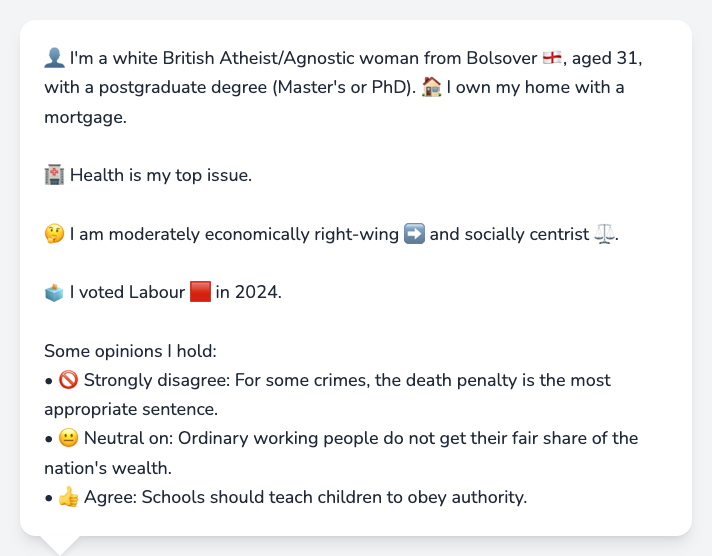 👤 I'm a white British Atheist/Agnostic woman from Bolsover 🏴󠁧󠁢󠁥󠁮󠁧󠁿, aged 31,
with a postgraduate degree (Master's or PhD). 🏠 I own my home with a
mortgage.
🏥 Health is my top issue.
🤔 I am moderately economically right-wing ➡️ and socially centrist ⚖️.
🗳️ I voted Labour 🟥 in 2024.
Some opinions I hold:
• 🚫 Strongly disagree: For some crimes, the death penalty is the most
appropriate sentence.
• 😐 Neutral on: Ordinary working people do not get their fair share of the
nation's wealth.
• 👍 Agree: Schools should teach children to obey authority.